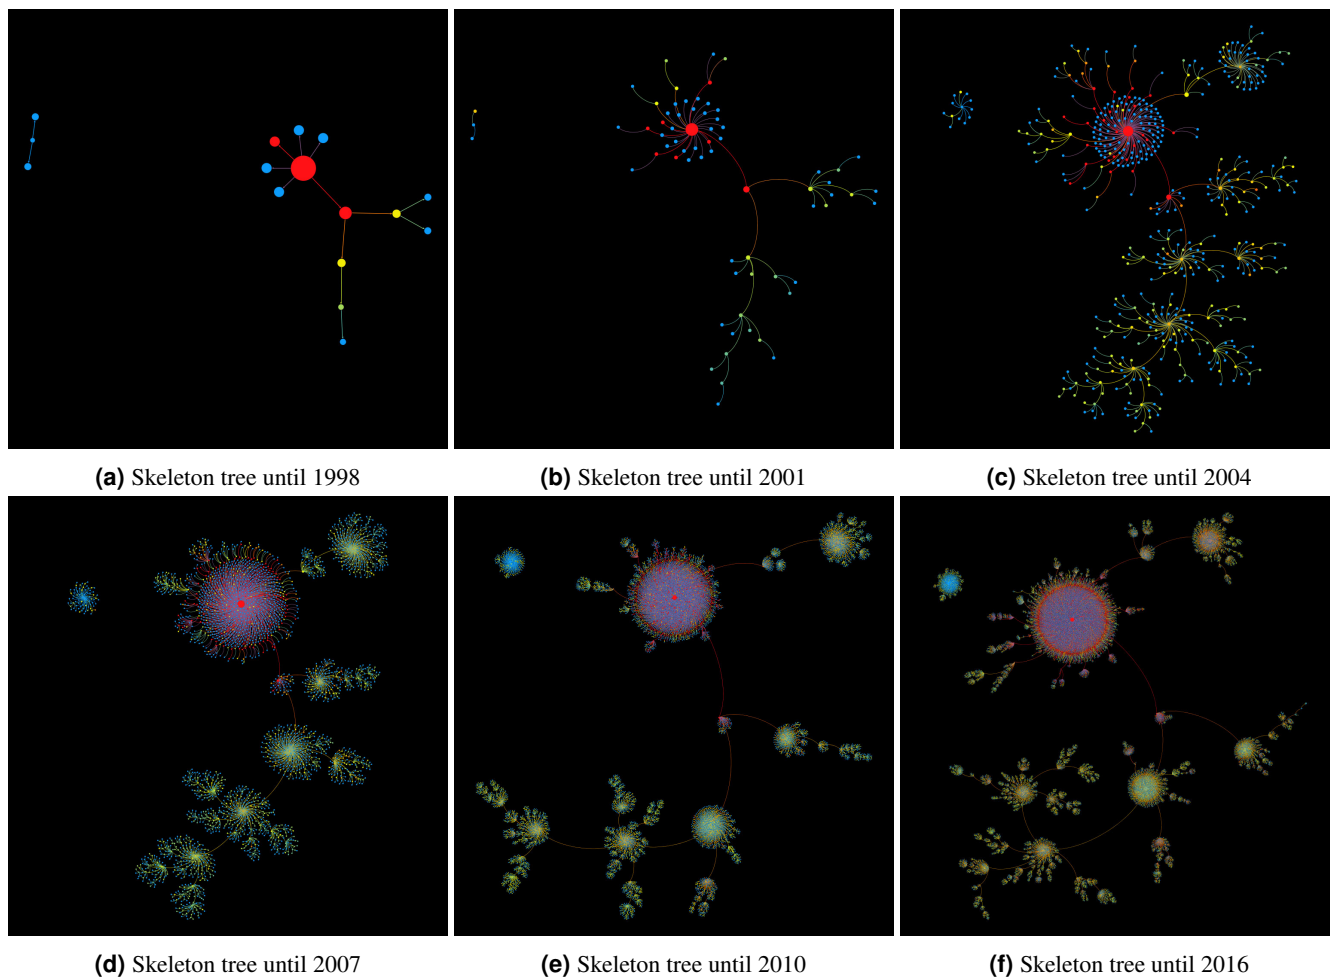 (a) Skeleton tree until 1998
(b) Skeleton tree until 2001
(c) Skeleton tree until 2004
(d) Skeleton tree until 2007
(e) Skeleton tree until 2010
(f) Skeleton tree until 2016